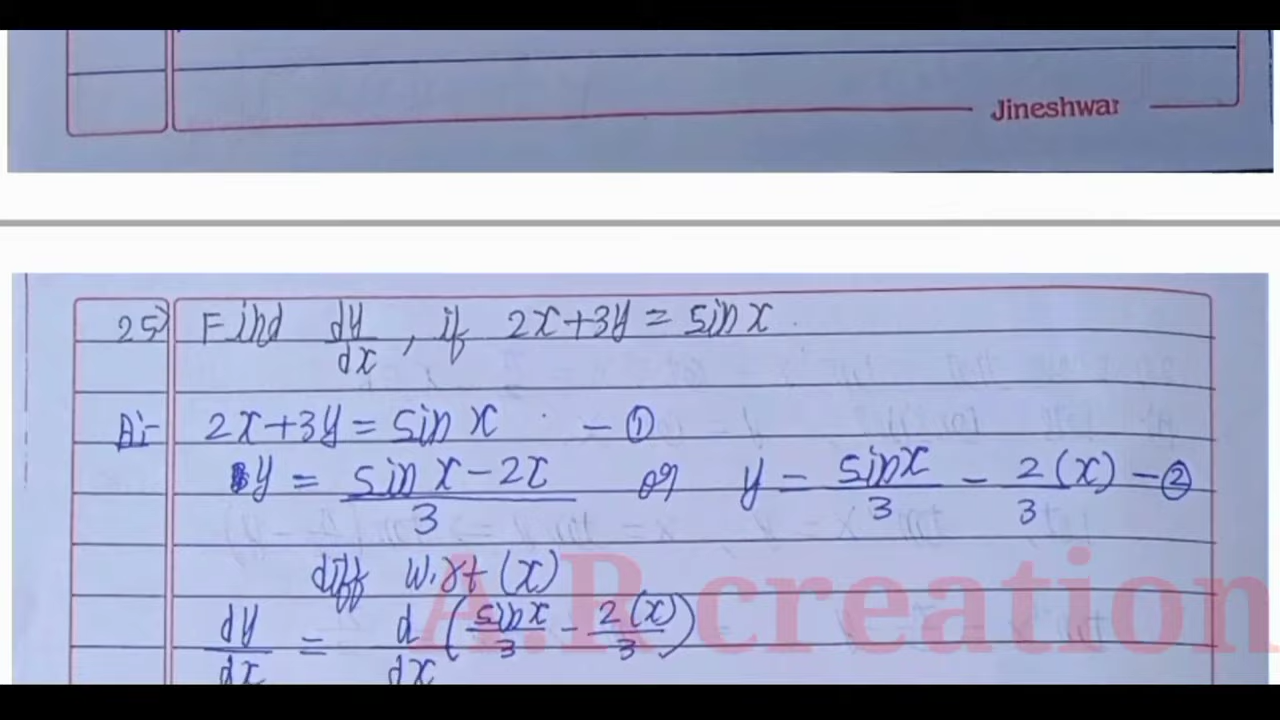 Jineshwar
25) Find dy/dx, if 2x+3y = sin x.
A:- 2x+3y = sin x - ①
y = sin x - 2x / 3 or y = sin x / 3 - 2(x) / 3 - ②
diff w.r.t (x)
dy/dx = d/dx (sin x / 3 - 2(x) / 3)
A.R creation